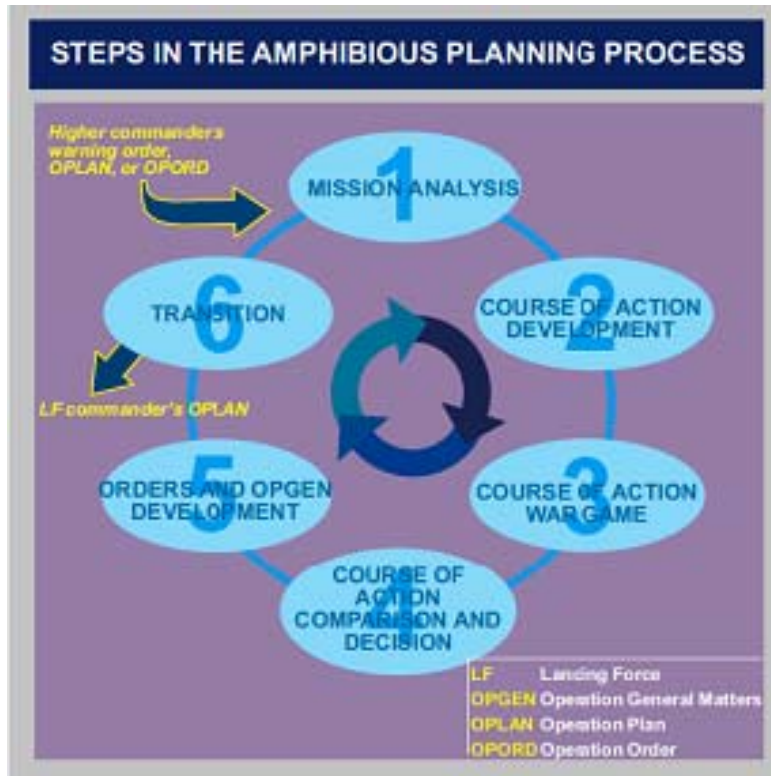 STEPS IN THE AMPHIBIOUS PLANNING PROCESS
Higher commanders
warning order,
OPLAN, or OPORD
1
MISSION ANALYSIS
2
COURSE OF ACTION
DEVELOPMENT
3
COURSE OF ACTION
WAR GAME
4
COURSE OF
ACTION
COMPARISON AND
DECISION
5
ORDERS AND OPGEN
DEVELOPMENT
6
TRANSITION
LF commander's OPLAN
LF Lancing Force
OPGEN Operation General Matters
OPLAN Operation Plan
OPORD Operation Order